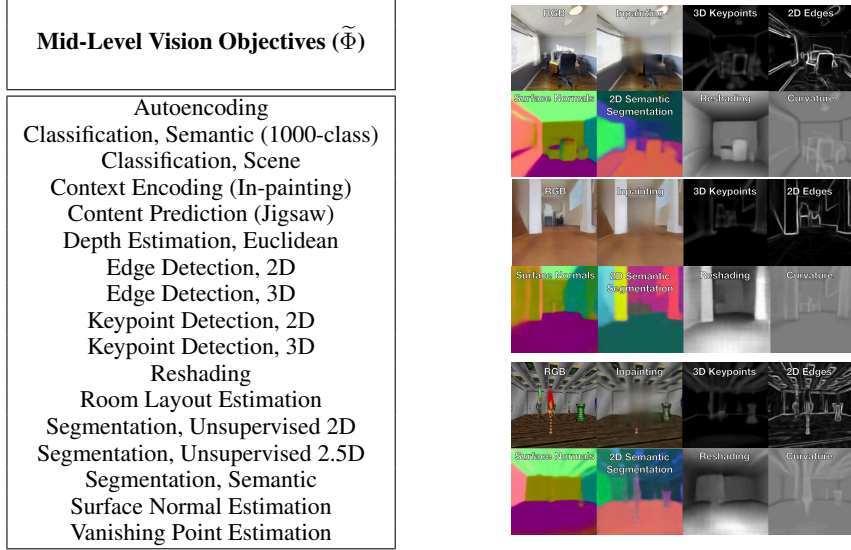 Mid-Level Vision Objectives (Φ̃)
Autoencoding
Classification, Semantic (1000-class)
Classification, Scene
Context Encoding (In-painting)
Content Prediction (Jigsaw)
Depth Estimation, Euclidean
Edge Detection, 2D
Edge Detection, 3D
Keypoint Detection, 2D
Keypoint Detection, 3D
Reshading
Room Layout Estimation
Segmentation, Unsupervised 2D
Segmentation, Unsupervised 2.5D
Segmentation, Semantic
Surface Normal Estimation
Vanishing Point Estimation
RGB Inpainting 3D Keypoints 2D Edges
Surface Normals 2D Semantic Reshading Curvature
Segmentation
RGB Inpainting 3D Keypoints 2D Edges
Surface Normals 2D Semantic Reshading Curvature
Segmentation
RGB Inpainting 3D Keypoints 2D Edges
Surface Normals 2D Semantic Reshading Curvature
Segmentation